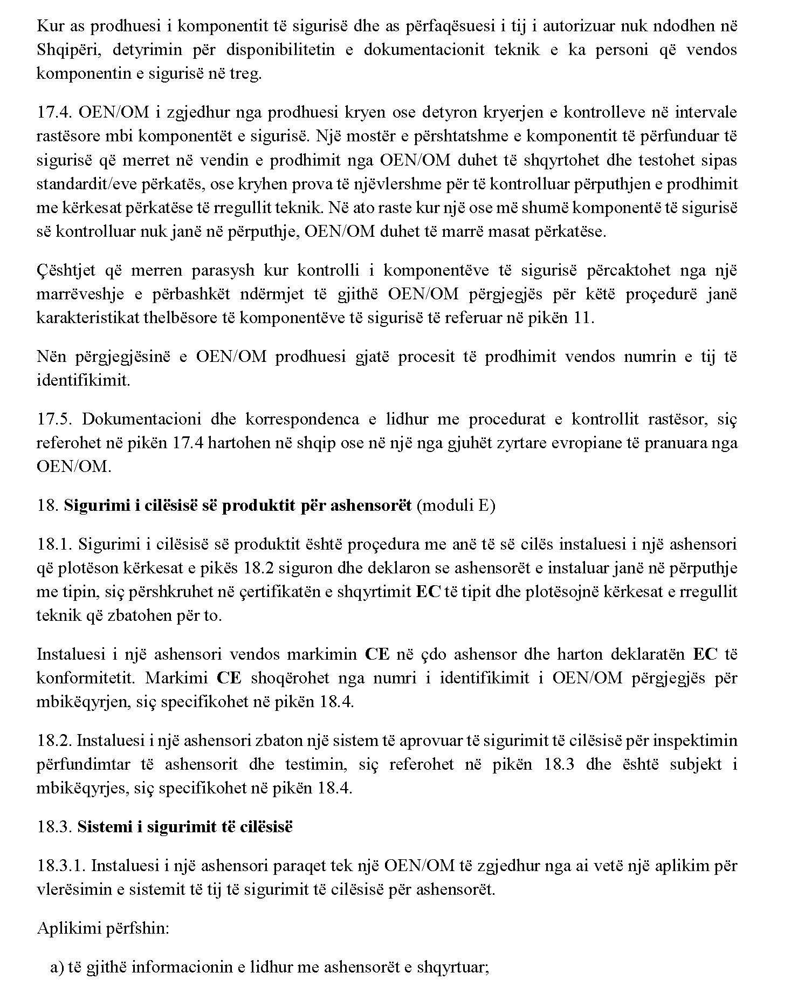 Kur as prodhuesi i komponentit të sigurisë dhe as përfaqësuesi i tij i autorizuar nuk ndodhen në
Shqipëri, detyrimin për disponibilitetin e dokumentacionit teknik e ka personi që vendos
komponentin e sigurisë në treg.
17.4. OEN/OM i zgjedhur nga prodhuesi kryen ose detyron kryerjen e kontrolleve në intervale
rastësore mbi komponentët e sigurisë. Një mostër e përshtatshme e komponentit të përfunduar të
sigurisë që merret në vendin e prodhimit nga OEN/OM duhet të shqyrtohet dhe testohet sipas
standardit/eve përkatës, ose kryhen prova të njëvlershme për të kontrolluar përputhjen e prodhimit
me kërkesat përkatëse të rregullit teknik. Në ato raste kur një ose më shumë komponentë të sigurisë
së kontrolluar nuk janë në përputhje, OEN/OM duhet të marrë masat përkatëse.
Çështjet që merren parasysh kur kontrolli i komponentëve të sigurisë përcaktohet nga një
marrëveshje e përbashkët ndërmjet të gjithë OEN/OM përgjegjës për këtë proçedurë janë
karakteristikat thelbësore të komponentëve të sigurisë të referuar në pikën 11.
Nën përgjegjësinë e OEN/OM prodhuesi gjatë procesit të prodhimit vendos numrin e tij të
identifikimit.
17.5. Dokumentacioni dhe korrespondenca e lidhur me procedurat e kontrollit rastësor, siç
referohet në pikën 17.4 hartohen në shqip ose në një nga gjuhët zyrtare evropiane të pranuara nga
OEN/OM.
18. Sigurimi i cilësisë së produktit për ashensorët (moduli E)
18.1. Sigurimi i cilësisë së produktit është proçedura me anë të së cilës instaluesi i një ashensori
që plotëson kërkesat e pikës 18.2 siguron dhe deklaron se ashensorët e instaluar janë në përputhje
me tipin, siç përshkruhet në çertifikatën e shqyrtimit EC të tipit dhe plotësojnë kërkesat e rregullit
teknik që zbatohen për to.
Instaluesi i një ashensori vendos markimin CE në çdo ashensor dhe harton deklaratën EC të
konformitetit. Markimi CE shoqërohet nga numri i identifikimit i OEN/OM përgjegjës për
mbikëqyrjen, siç specifikohet në pikën 18.4.
18.2. Instaluesi i një ashensori zbaton një sistem të aprovuar të sigurimit të cilësisë për inspektimin
përfundimtar të ashensorit dhe testimin, siç referohet në pikën 18.3 dhe është subjekt i
mbikëqyrjes, siç specifikohet në pikën 18.4.
18.3. Sistemi i sigurimit të cilësisë
18.3.1. Instaluesi i një ashensori paraqet tek një OEN/OM të zgjedhur nga ai vetë një aplikim për
vlerësimin e sistemit të tij të sigurimit të cilësisë për ashensorët.
Aplikimi përfshin:
a) të gjithë informacionin e lidhur me ashensorët e shqyrtuar;